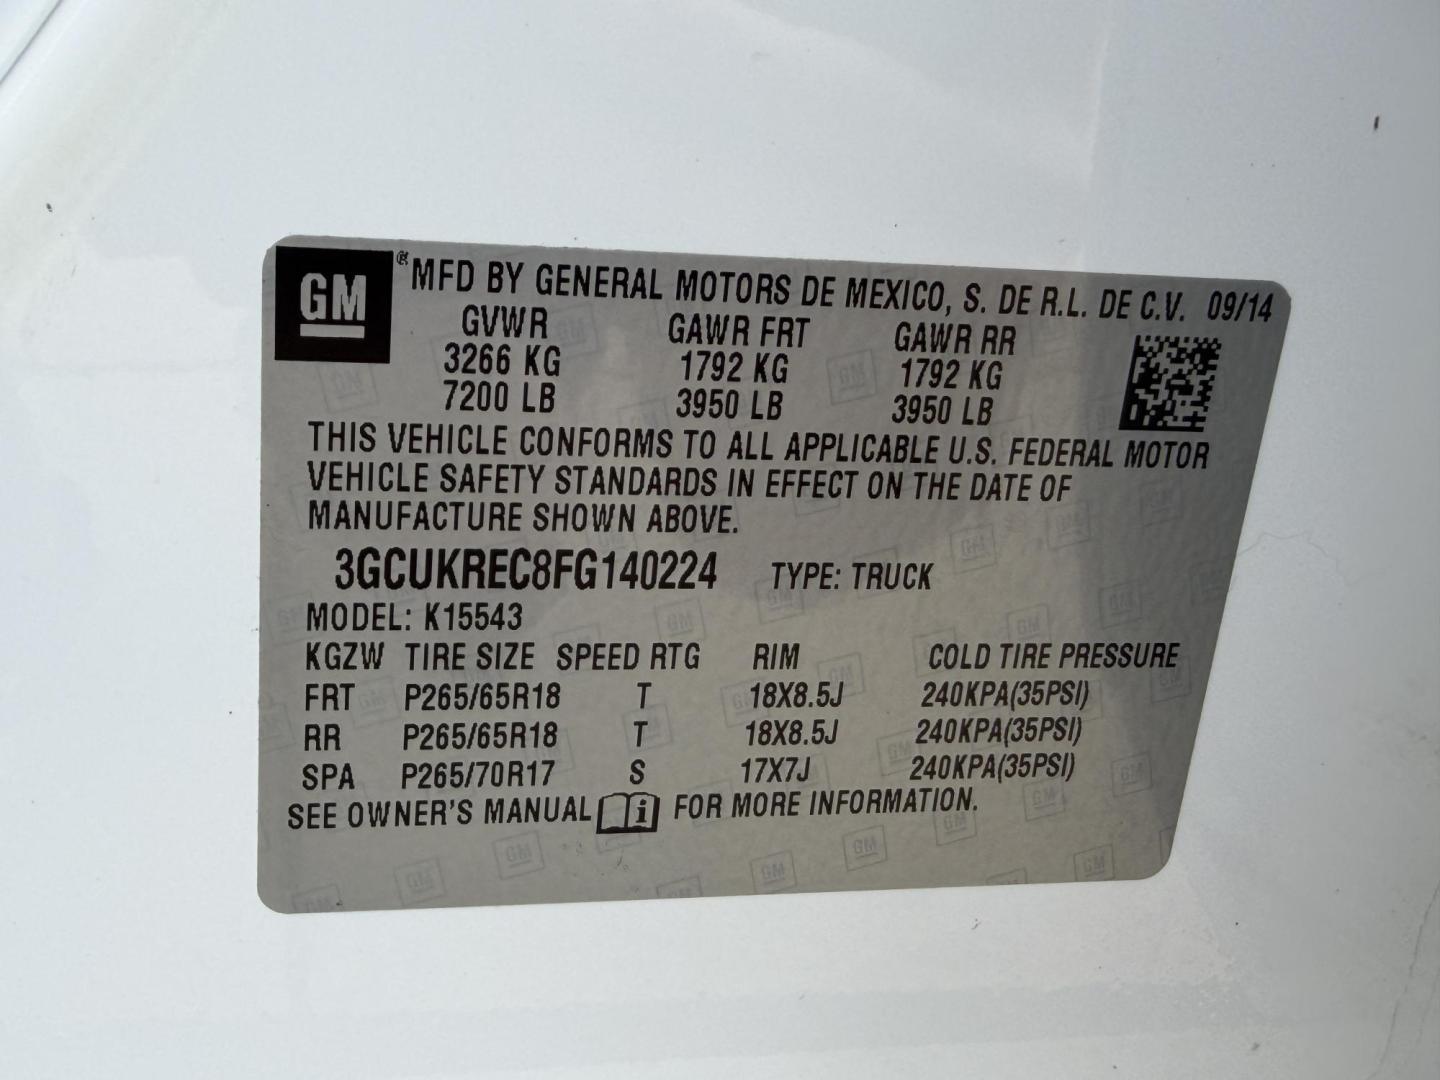 GM MFD BY GENERAL MOTORS DE MEXICO, S. DE R.L. DE C.V. 09/14
GVWR GAWR FRT GAWR RR
3266 KG 1792 KG 1792 KG
7200 LB 3950 LB 3950 LB
THIS VEHICLE CONFORMS TO ALL APPLICABLE U.S. FEDERAL MOTOR
VEHICLE SAFETY STANDARDS IN EFFECT ON THE DATE OF
MANUFACTURE SHOWN ABOVE.
3GCUKREC8FG140224 TYPE: TRUCK
MODEL: K15543
KGZW TIRE SIZE SPEED RTG RIM COLD TIRE PRESSURE
FRT P265/65R18 T 18X8.5J 240KPA(35PSI)
RR P265/65R18 T 18X8.5J 240KPA(35PSI)
SPA P265/70R17 S 17X7J 240KPA(35PSI)
SEE OWNER'S MANUAL i FOR MORE INFORMATION.